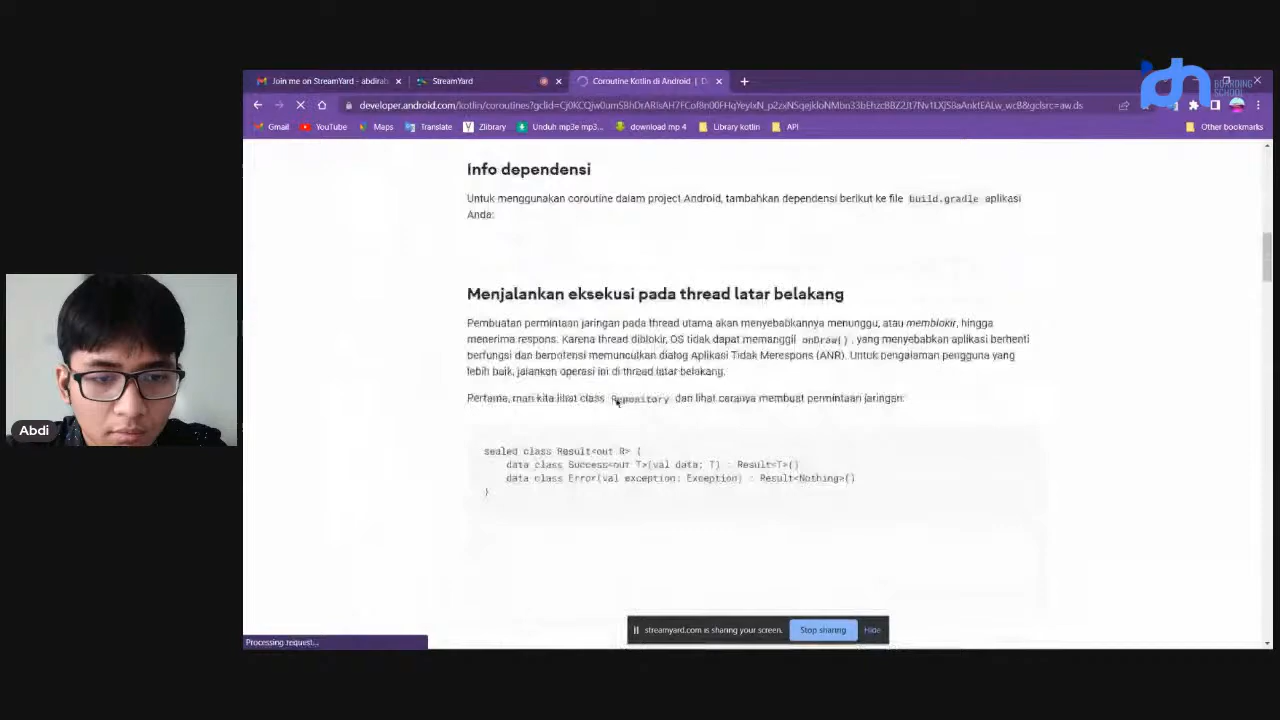 Join me on StreamYard - abdirah
StreamYard
Coroutine Kotlin di Android | D
IDN
BOARDING
SCHOOL
developer.android.com/kotlin/coroutines?gclid=
Gmail
YouTube
Maps
Translate
Zlibrary
Unduh mp3e mp3...
download mp 4
Library kotlin
API
Other bookmarks
Info dependensi
Untuk menggunakan coroutine dalam project Android, tambahkan dependensi berikut ke file build.gradle aplikasi
Anda:
Menjalankan eksekusi pada thread latar belakang
Pembuatan permintaan jaringan pada thread utama akan menyebabkannya menunggu, atau memblokir, hingga
menerima respons. Karena thread diblokir, OS tidak dapat memanggil onDraw(), yang menyebabkan aplikasi berhenti
berfungsi dan berpotensi memunculkan dialog Aplikasi Tidak Merespons (ANR). Untuk pengalaman pengguna yang
lebih baik, jalankan operasi ini di thread latar belakang.
Pertama, mari kita lihat class Repository dan lihat caranya membuat permintaan jaringan:
sealed class Result<out R> {
data class Success<out T>(val data: T) : Result<T>()
data class Error(val exception: Exception) : Result<Nothing>()
}
Abdi
streamyard.com is sharing your screen.
Stop sharing
Hide
Processing request...